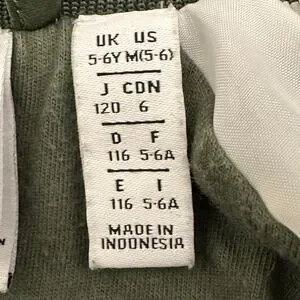 UK US
5-6Y M(5-6)
J CDN
120 6
D F
116 5-6A
E I
116 5-6A
MADE IN
INDONESIA